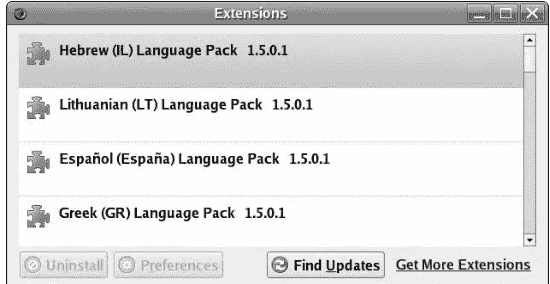 Extensions
Hebrew (IL) Language Pack 1.5.0.1
Lithuanian (LT) Language Pack 1.5.0.1
Español (España) Language Pack 1.5.0.1
Greek (GR) Language Pack 1.5.0.1
Uninstall Preferences Find Updates Get More Extensions